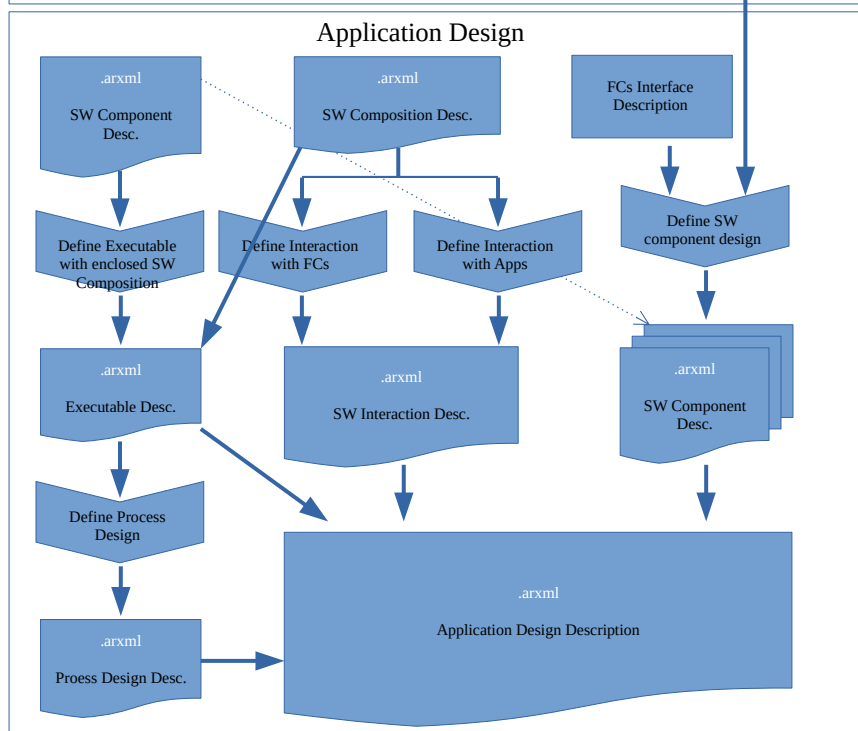 Application Design
.arxml
SW Component
Desc.
.arxml
SW Composition Desc.
FCs Interface
Description
Define Executable
with enclosed SW
Composition
Define Interaction
with FCs
Define Interaction
with Apps
Define SW
component design
.arxml
Executable Desc.
.arxml
SW Interaction Desc.
.arxml
SW Component
Desc.
Define Process
Design
.arxml
Application Design Description
.arxml
Proess Design Desc.